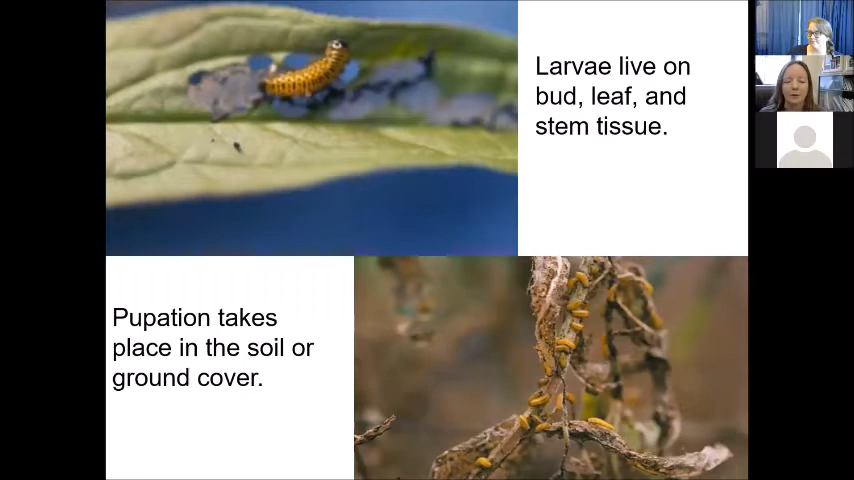 Larvae live on
bud, leaf, and
stem tissue.
Pupation takes
place in the soil or
ground cover.